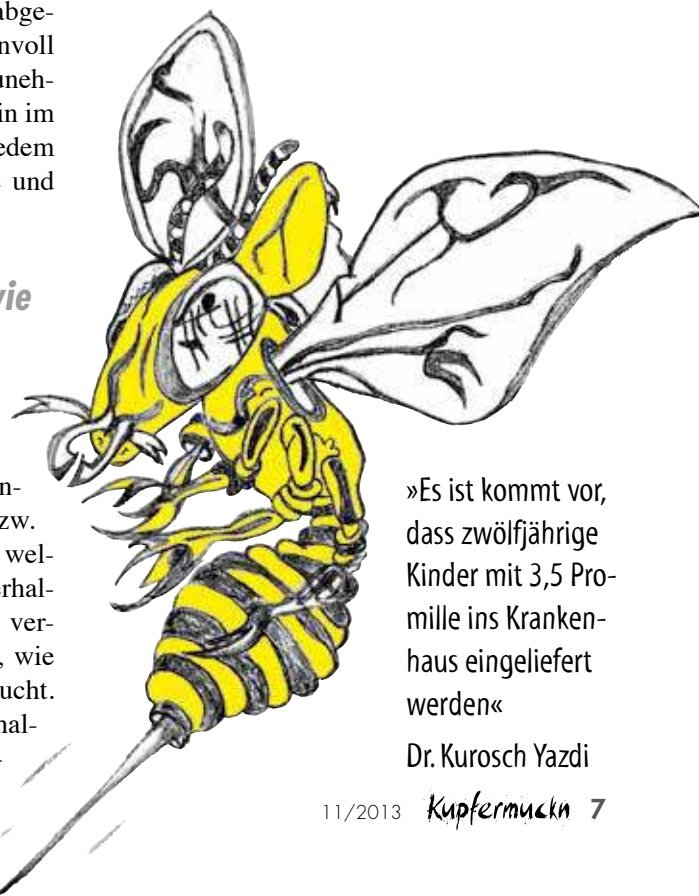 abge-
nvoll
uneh-
in im
edem
und
vie
n-
zw.
wel-
erhal-
ver-
, wie
ucht.
hal-
»Es ist kommt vor,
dass zwölfjährige
Kinder mit 3,5 Pro-
mille ins Kranken-
haus eingeliefert
werden«
Dr. Kurosch Yazdi
11/2013 Kupfermuckn 7